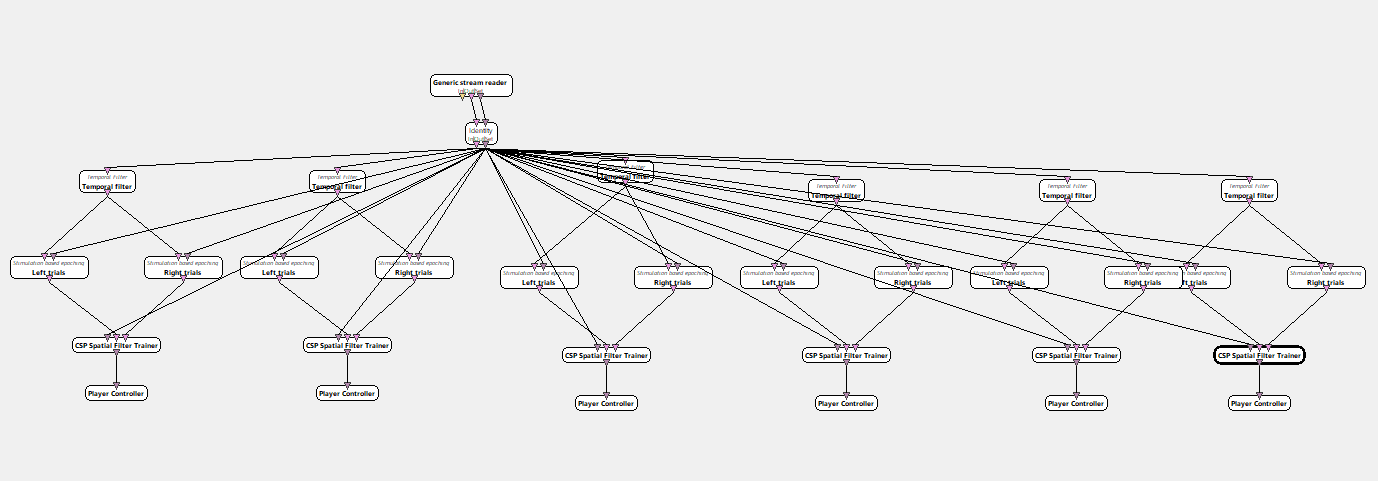 Generic stream reader
Identity
Temporal Filter
Temporal filter
Temporal Filter
Temporal filter
Temporal filter
Temporal Filter
Temporal filter
Temporal Filter
Temporal filter
Temporal Filter
Temporal filter
Stimulation based epoching
Left trials
Stimulation based epoching
Right trials
Stimulation based epoching
Left trials
Stimulation based epoching
Right trials
Stimulation based epoching
Left trials
Stimulation based epoching
Right trials
Stimulation based epoching
Left trials
Stimulation based epoching
Right trials
Stimulation based epoching
Left trials
Stimulation based epoching
Right trials
based epoching
trials
Stimulation based epoching
Right trials
CSP Spatial Filter Trainer
CSP Spatial Filter Trainer
CSP Spatial Filter Trainer
CSP Spatial Filter Trainer
CSP Spatial Filter Trainer
CSP Spatial Filter Trainer
Player Controller
Player Controller
Player Controller
Player Controller
Player Controller
Player Controller